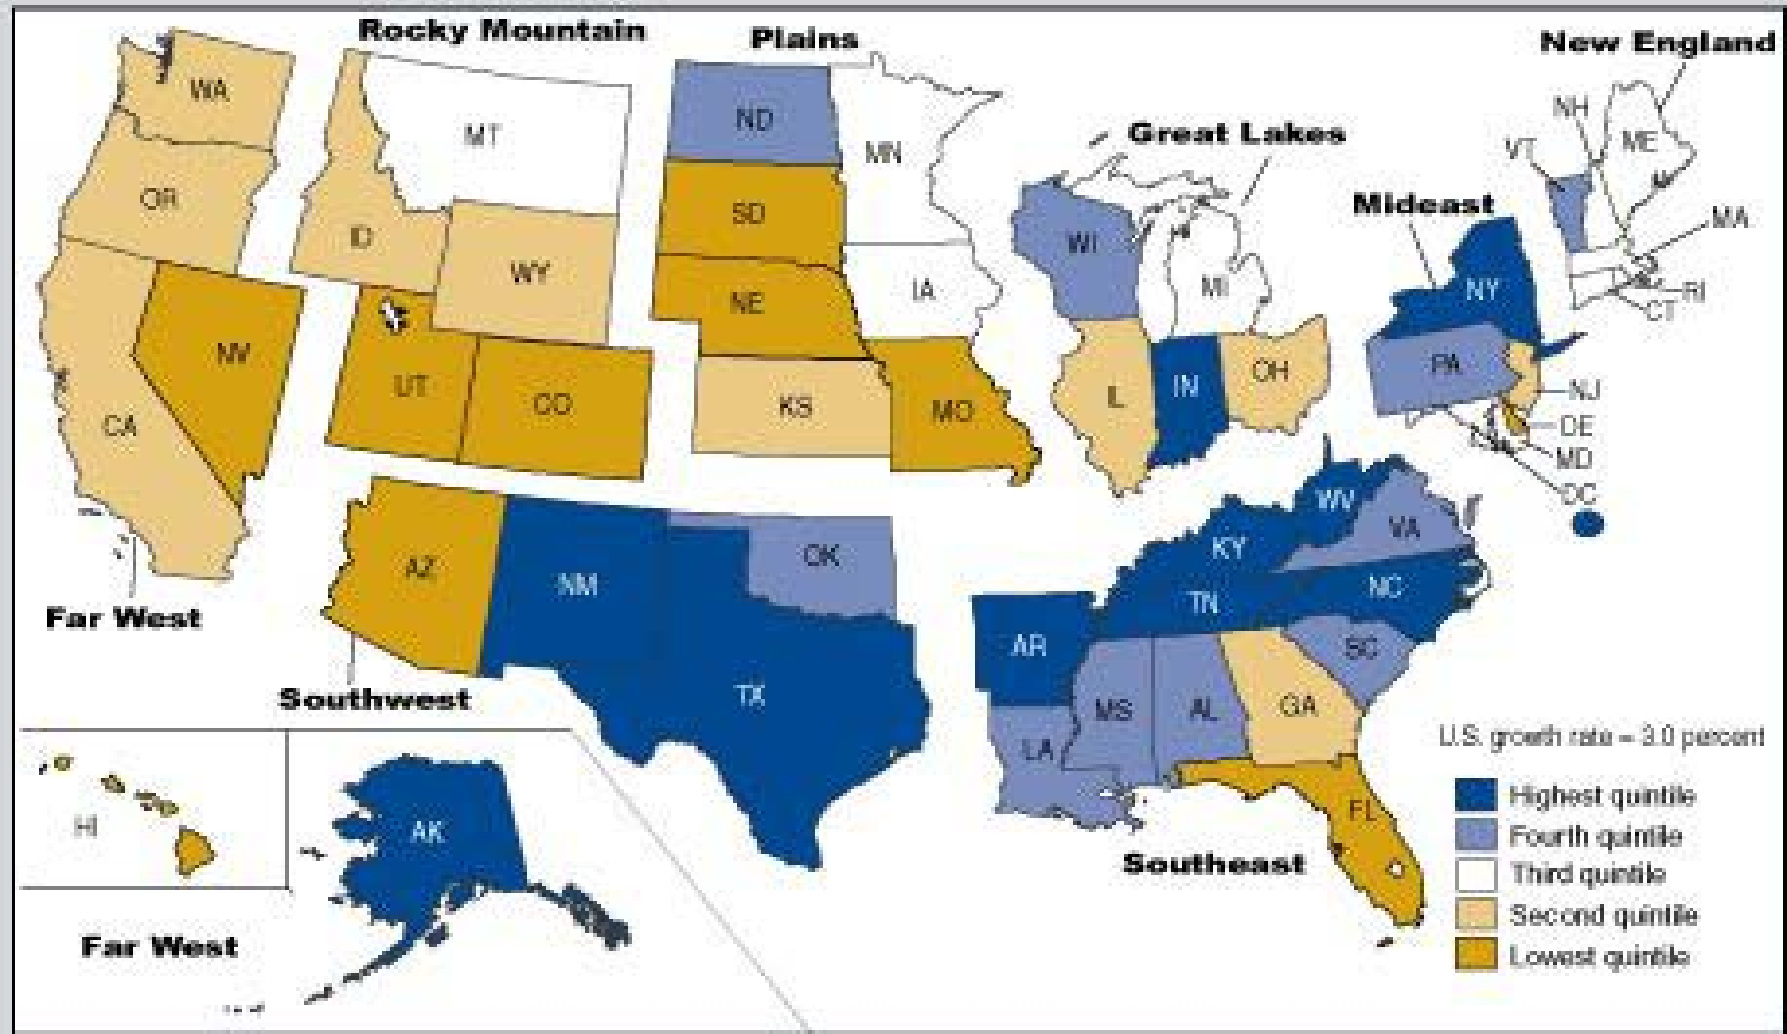 Rocky Mountain
Plains
New England
WA
MT
ND
MN
NH
ME
VT
Great Lakes
OR
ID
SD
WI
Mideast
MA
WY
NE
IA
MI
NY
RI
CT
NV
UT
CO
KS
MO
IL
IN
OH
PA
NJ
CA
DE
MD
DC
WV
VA
KY
AZ
NM
OK
TN
NC
Far West
AR
SC
Southwest
TX
MS
AL
GA
LA
U.S. growth rate = 3.0 percent
HI
AK
FL
Highest quintile
Fourth quintile
Southeast
Third quintile
Second quintile
Far West
Lowest quintile